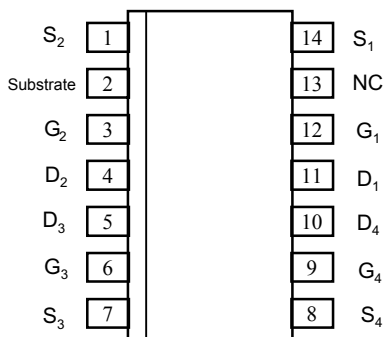 S₂ 1 14 S₁
Substrate 2 13 NC
G₂ 3 12 G₁
D₂ 4 11 D₁
D₃ 5 10 D₄
G₃ 6 9 G₄
S₃ 7 8 S₄